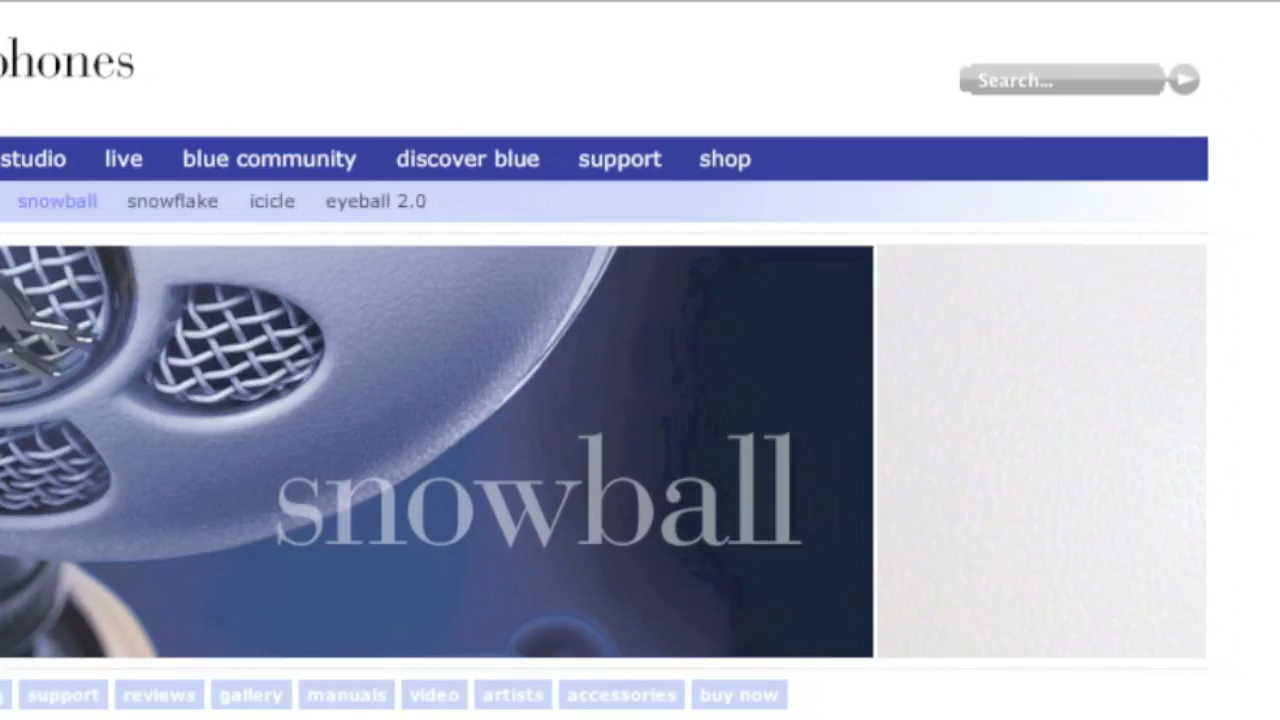 phones
Search...
studio live blue community discover blue support shop
snowball snowflake icicle eyeball 2.0
snowball
support reviews gallery manuals video artists accessories buy now